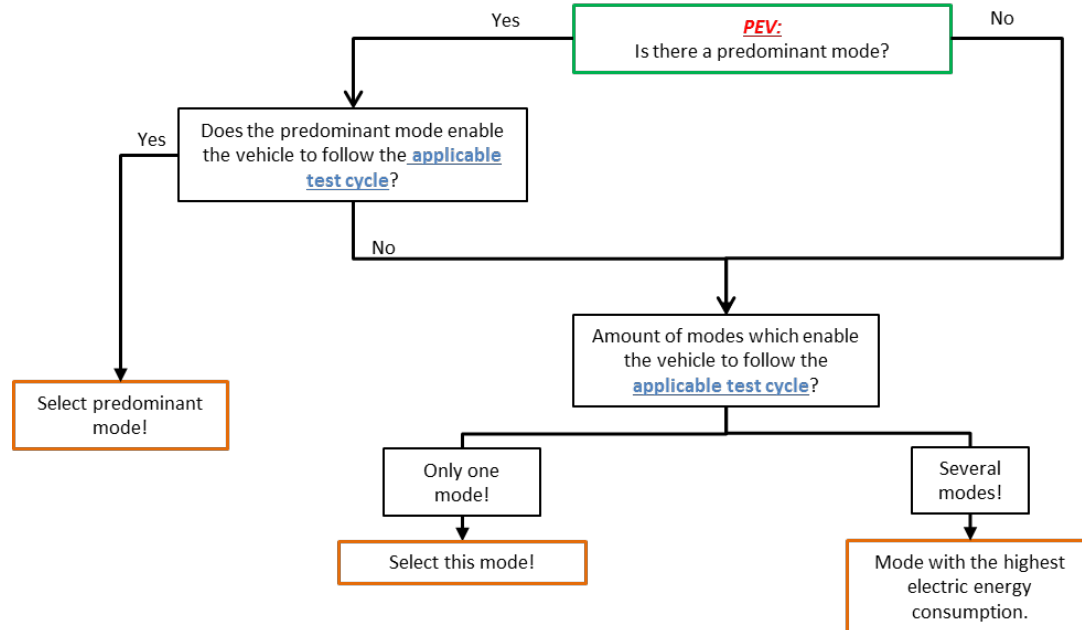 Yes
PEV:
Is there a predominant mode?
No
Yes
Does the predominant mode enable
the vehicle to follow the applicable
test cycle?
No
Amount of modes which enable
the vehicle to follow the
applicable test cycle?
Select predominant
mode!
Only one
mode!
Several
modes!
Select this mode!
Mode with the highest
electric energy
consumption.